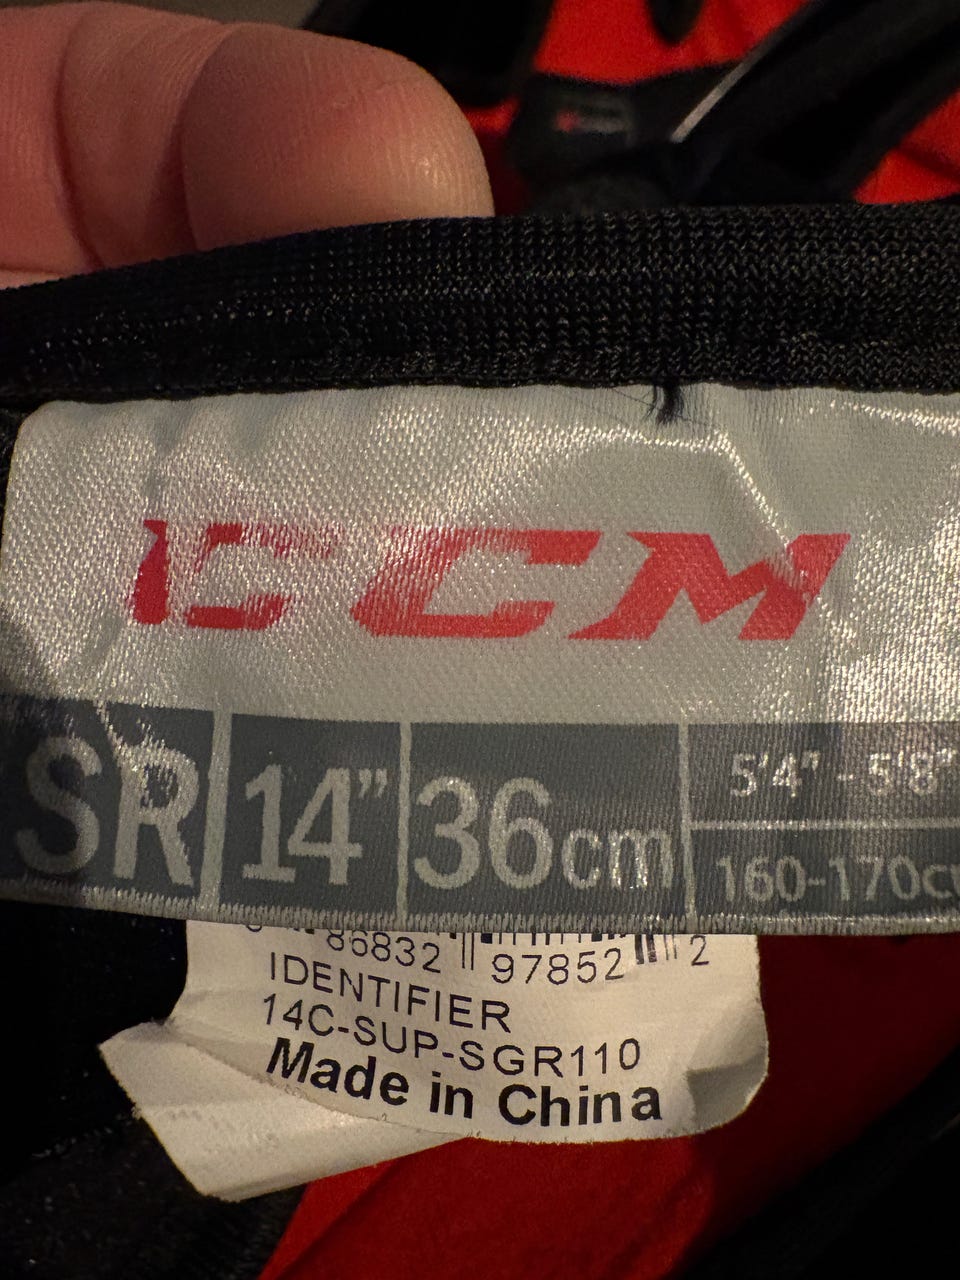 CCM
SR 14” 36cm 5'4" - 5'8"
160-170cm
86832 97852 2
IDENTIFIER
14C-SUP-SGR110
Made in China